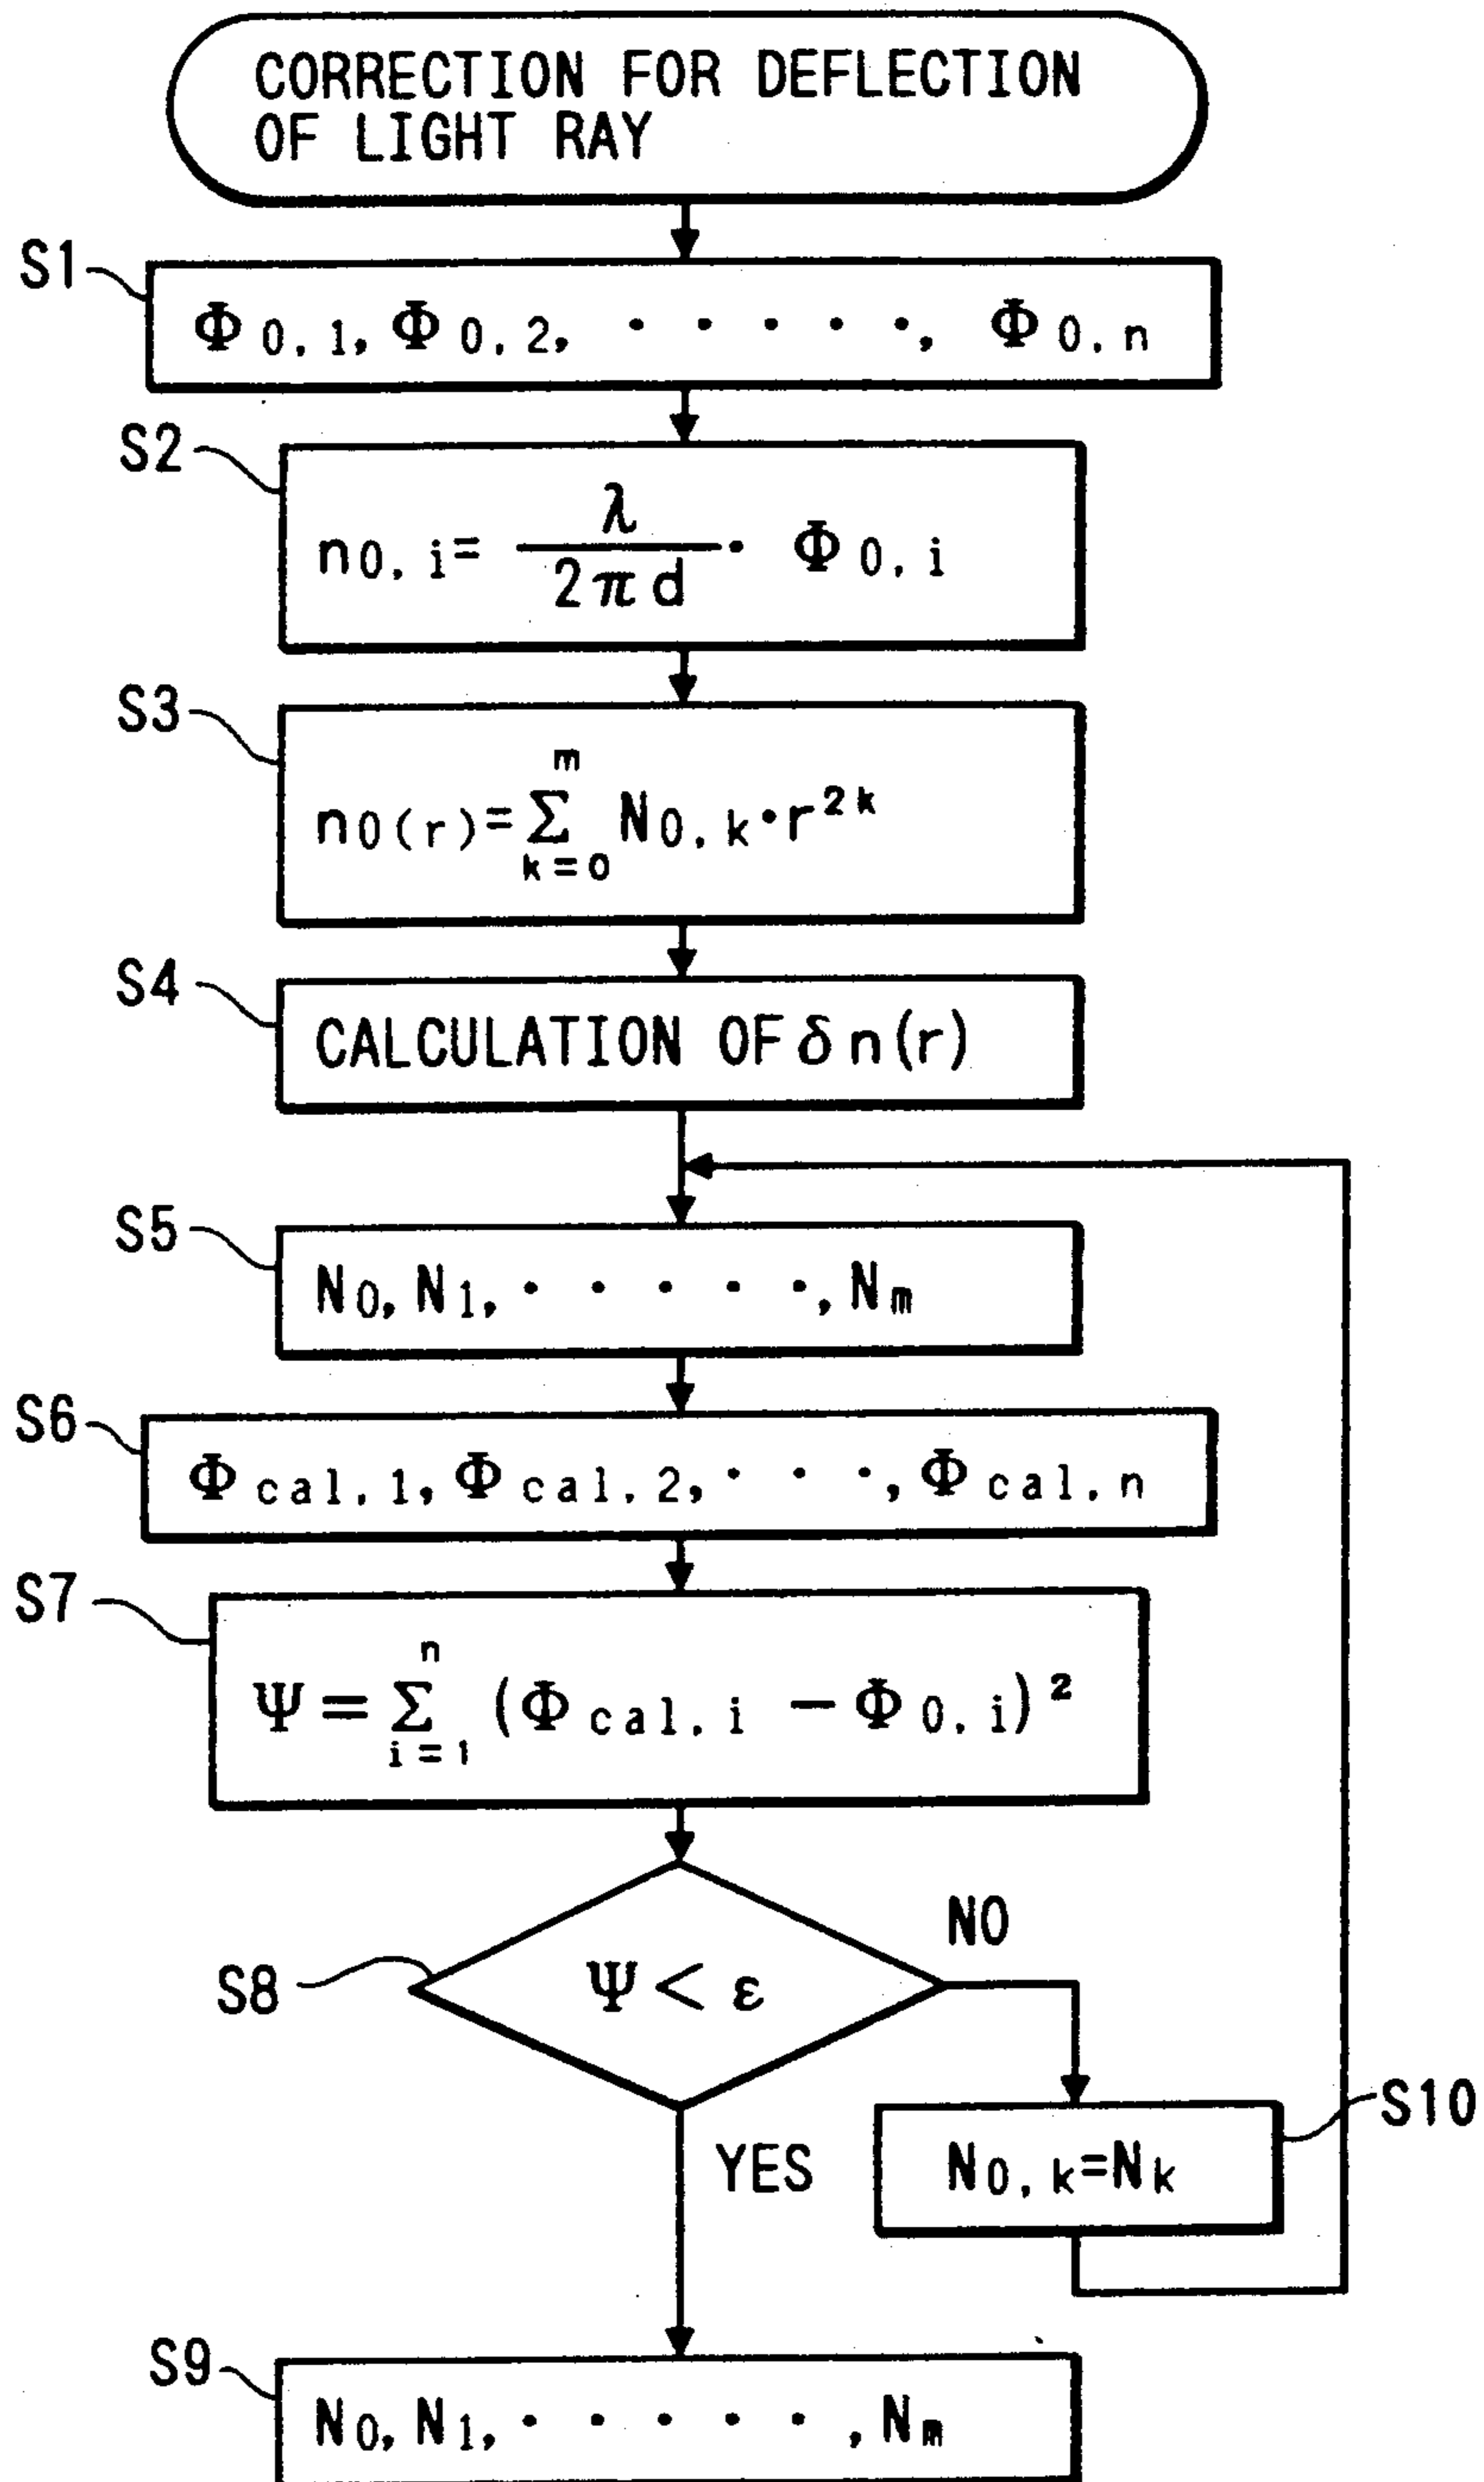 CORRECTION FOR DEFLECTION
OF LIGHT RAY
S1
Φ0,1, Φ0,2, ·····, Φ0,n
S2
n0,i = λ/2πd · Φ0,i
S3
n0(r) = Σ_{k=0}^{m} N0,k·r^{2k}
S4
CALCULATION OF δn(r)
S5
N0, N1, ·····, Nm
S6
Φcal,1, Φcal,2, ···, Φcal,n
S7
Ψ = Σ_{i=1}^{n} (Φcal,i − Φ0,i)²
S8
Ψ < ε
NO
YES
S10
N0,k=Nk
S9
N0, N1, ·····, Nm